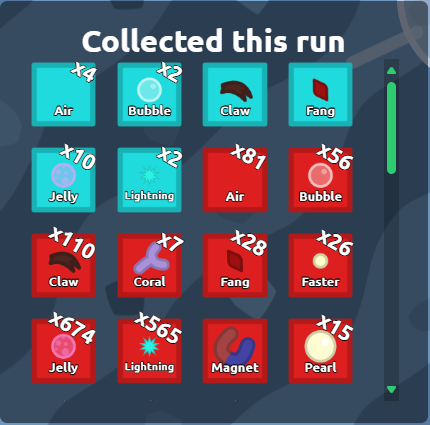 Collected this run
x4 x2
Air Bubble Claw Fang
x10 x2 x81 x56
Jelly Lightning Air Bubble
x110 x7 x28 x26
Claw Coral Fang Faster
x674 x565 x15
Jelly Lightning Magnet Pearl